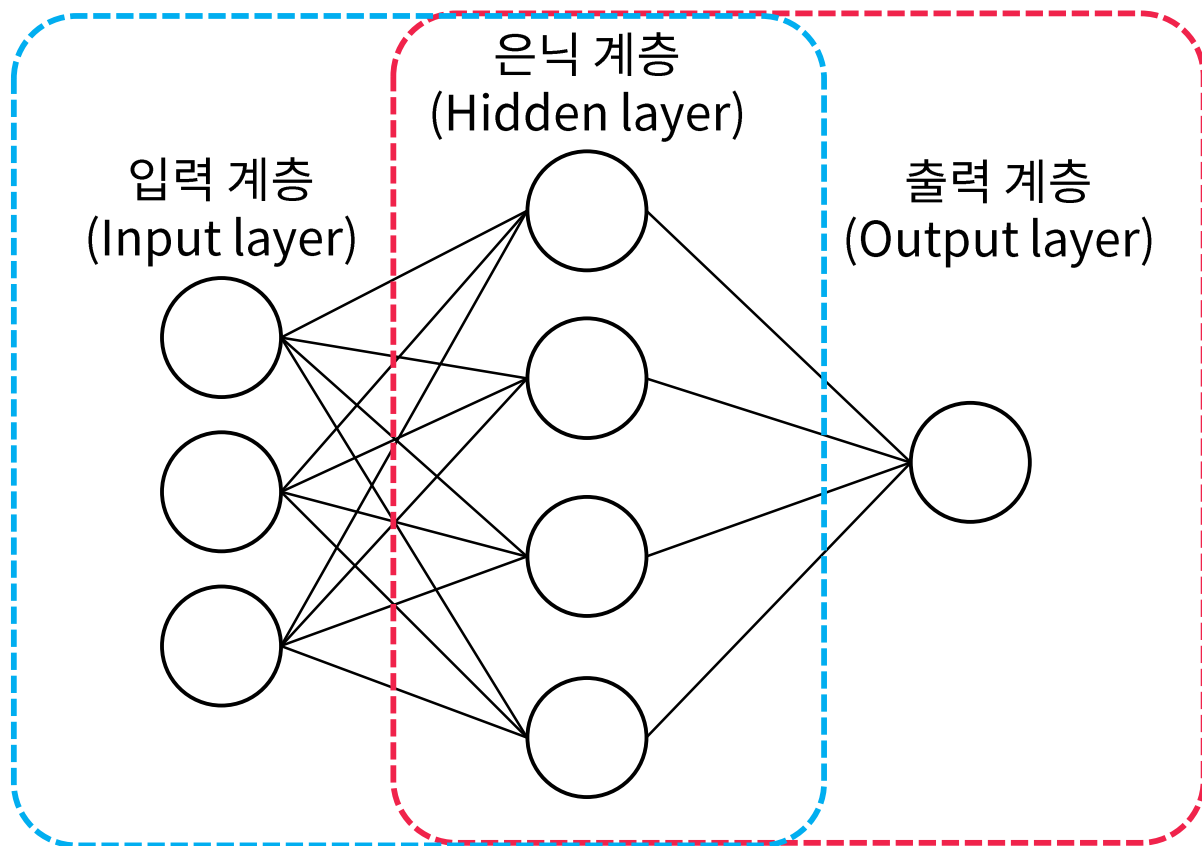 은닉 계층
(Hidden layer)
입력 계층
(Input layer)
출력 계층
(Output layer)